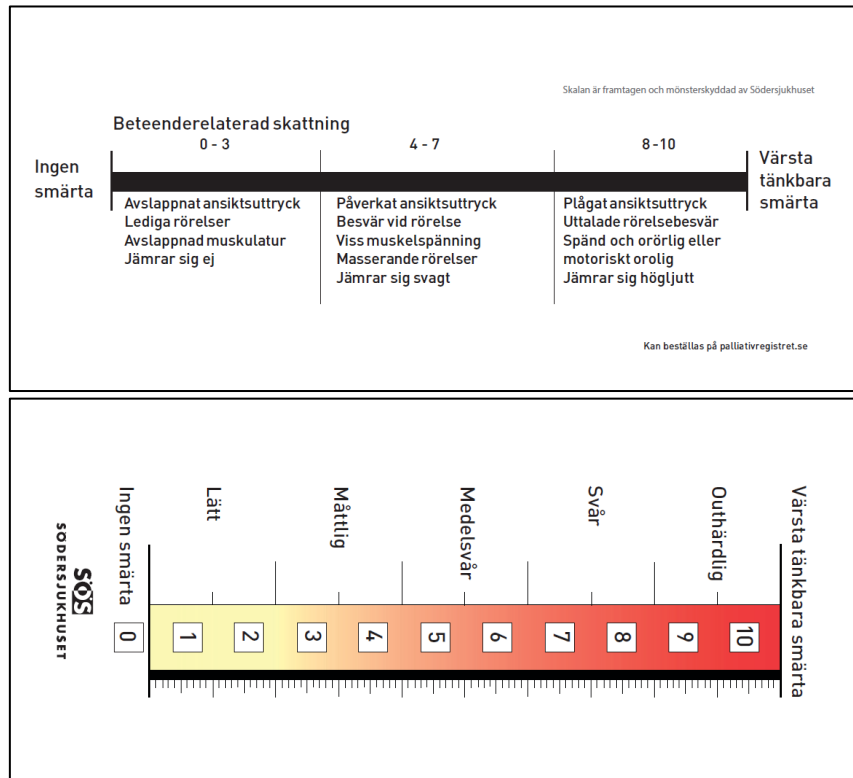 Skalan är framtagen och mönsterskyddad av Södersjukhuset
Beteenderelaterad skattning
0 - 3
4 - 7
8 - 10
Ingen
smärta
Värsta
tänkbara
smärta
Avslappnat ansiktsuttryck
Lediga rörelser
Avslappnad muskulatur
Jämrar sig ej
Påverkat ansiktsuttryck
Besvär vid rörelse
Viss muskelspänning
Masserande rörelser
Jämrar sig svagt
Plågat ansiktsuttryck
Uttalade rörelsebesvär
Spänd och orörlig eller
motoriskt orolig
Jämrar sig högljutt
Kan beställas på palliativregistret.se
SÖS
SÖDERSJUKHUSET
Ingen smärta
Lätt
Måttlig
Medelsvår
Svår
Outhärdlig
Värsta tänkbara smärta
0
1
2
3
4
5
6
7
8
9
10